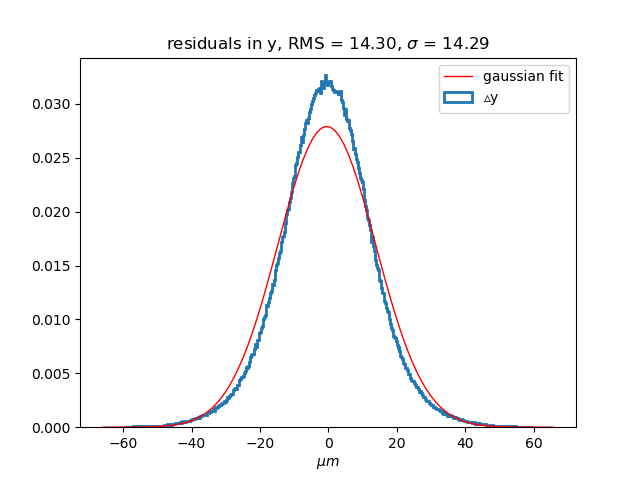 residuals in y, RMS = 14.30, σ = 14.29
gaussian fit
▵y
0.030
0.025
0.020
0.015
0.010
0.005
0.000
−60 −40 −20 0 20 40 60
μm